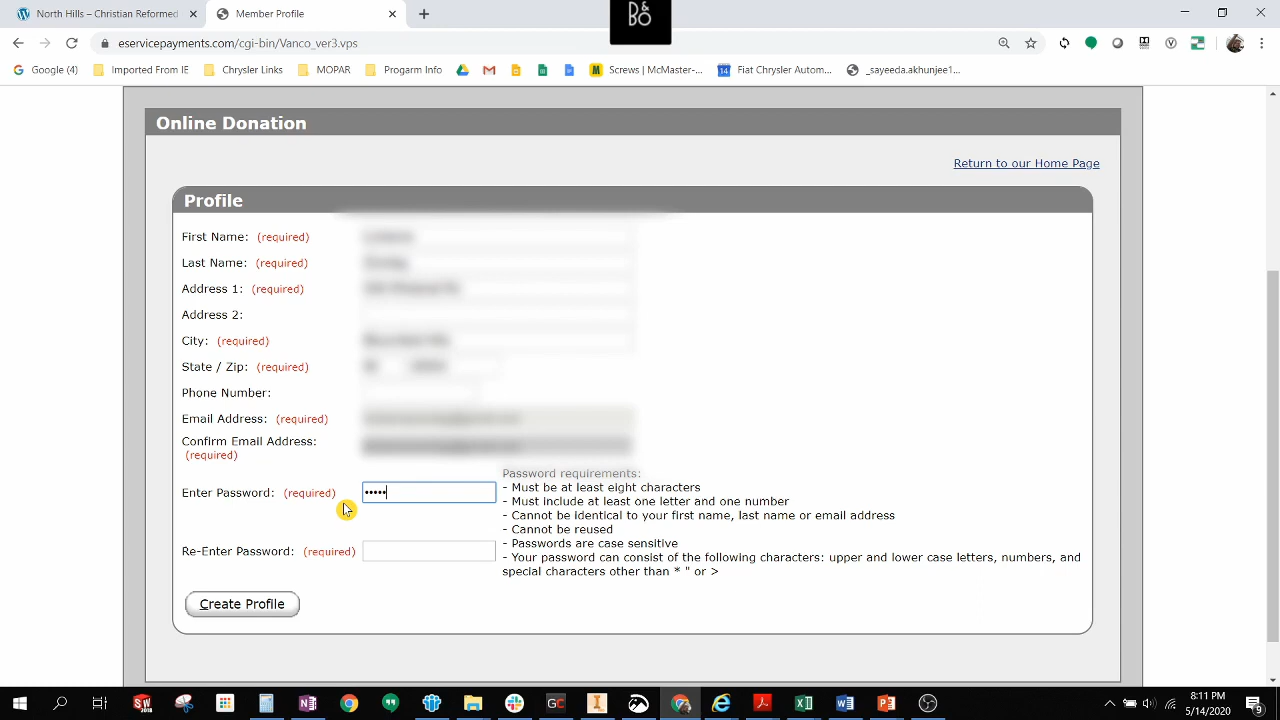 North Hills – Christian Reformed
Member Profile
B&
BO
eservicepayments.com/cgi-bin/Vanco_ver3.vps
Google (4)
Imported From IE
Chrysler Links
MOPAR
Progarm Info
Screws | McMaster-...
Fiat Chrysler Autom...
_sayeeda.akhunjee1...
Online Donation
Return to our Home Page
Profile
First Name: (required)
Last Name: (required)
Address 1: (required)
Address 2:
City: (required)
State / Zip: (required)
Phone Number:
Email Address: (required)
Confirm Email Address:
(required)
Enter Password: (required)
•••••
Password requirements:
- Must be at least eight characters
- Must include at least one letter and one number
- Cannot be identical to your first name, last name or email address
- Cannot be reused
- Passwords are case sensitive
- Your password can consist of the following characters: upper and lower case letters, numbers, and
special characters other than * " or >
Re-Enter Password: (required)
Create Profile
8:11 PM
5/14/2020